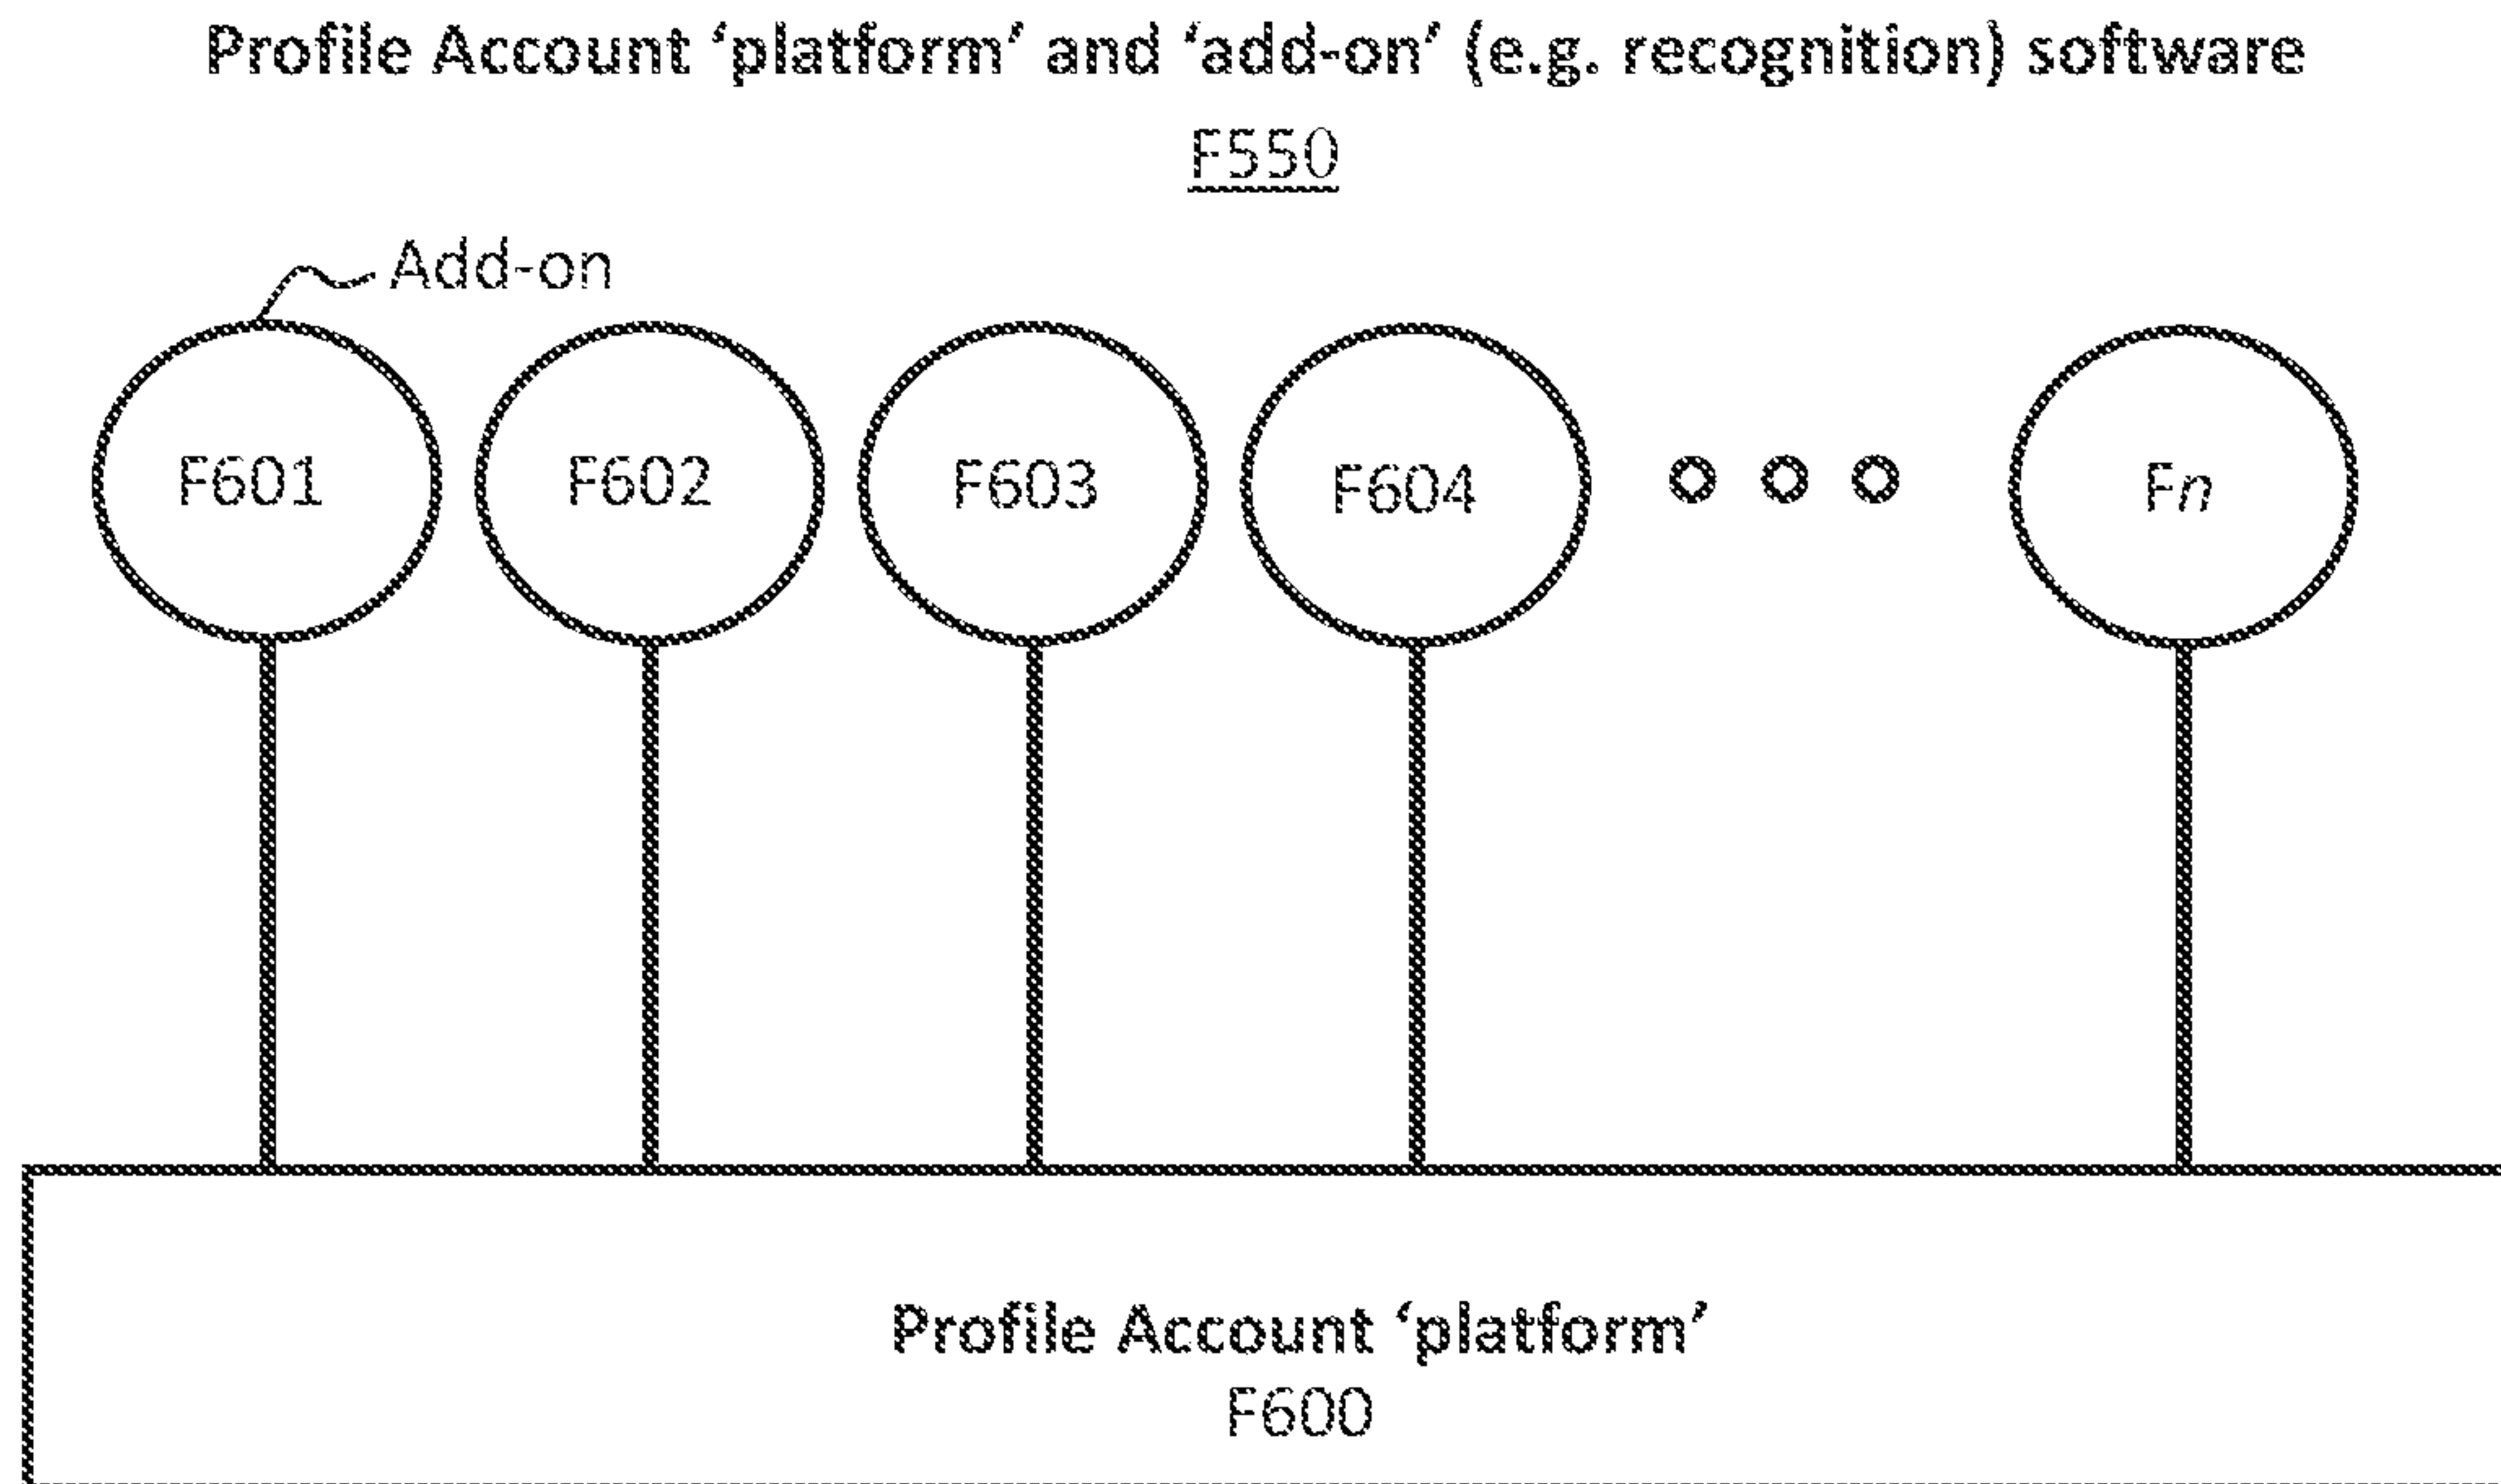 Profile Account ‘platform’ and ‘add-on’ (e.g. recognition) software
F550
Add-on
F601 F602 F603 F604 Fn
Profile Account ‘platform’
F600